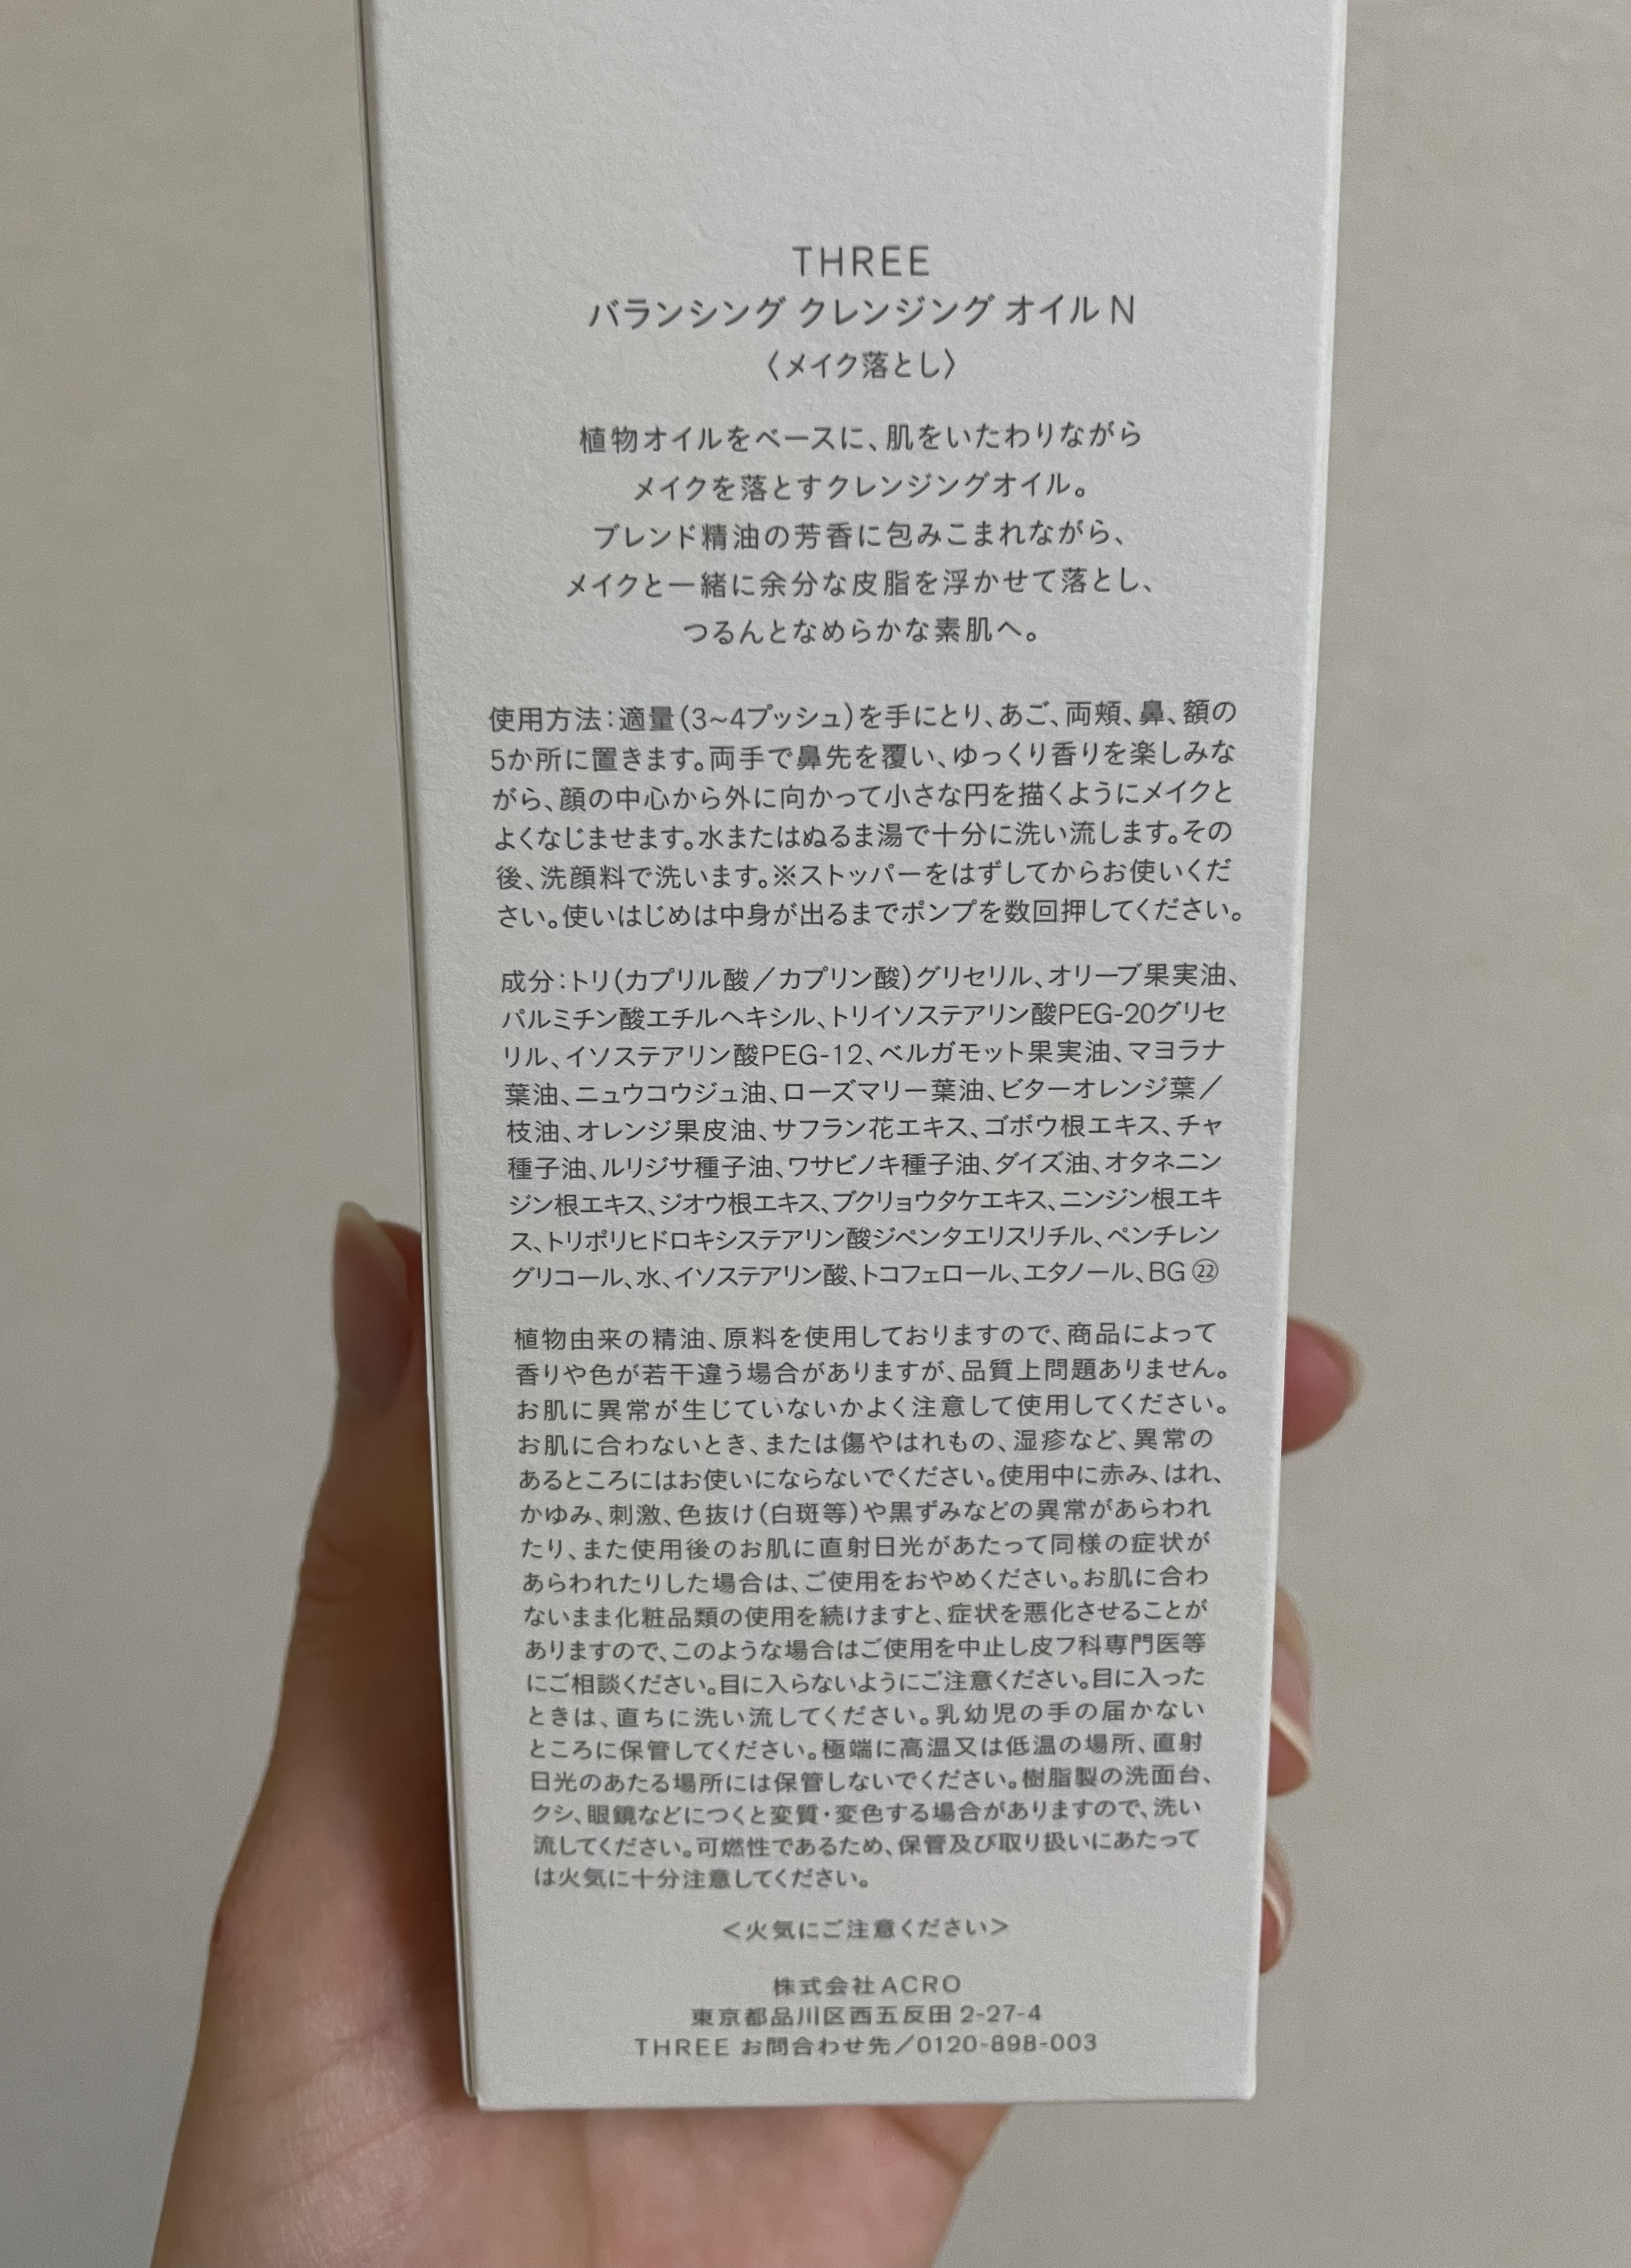 THREE
バランシング クレンジング オイル N
〈メイク落とし〉
植物オイルをベースに、肌をいたわりながら
メイクを落とすクレンジングオイル。
ブレンド精油の芳香に包みこまれながら、
メイクと一緒に余分な皮脂を浮かせて落とし、
つるんとなめらかな素肌へ。
使用方法：適量(3~4プッシュ)を手にとり、あご、両頬、鼻、額の
5か所に置きます。両手で鼻先を覆い、ゆっくり香りを楽しみな
がら、顔の中心から外に向かって小さな円を描くようにメイクと
よくなじませます。水またはぬるま湯で十分に洗い流します。その
後、洗顔料で洗います。※ストッパーをはずしてからお使いくだ
さい。使いはじめは中身が出るまでポンプを数回押してください。
成分：トリ(カプリル酸／カプリン酸)グリセリル、オリーブ果実油、
パルミチン酸エチルヘキシル、トリイソステアリン酸PEG-20グリセ
リル、イソステアリン酸PEG-12、ベルガモット果実油、マヨラナ
葉油、ニュウコウジュ油、ローズマリー葉油、ビターオレンジ葉／
枝油、オレンジ果皮油、サフラン花エキス、ゴボウ根エキス、チャ
種子油、ルリジサ種子油、ワサビノキ種子油、ダイズ油、オタネニン
ジン根エキス、ジオウ根エキス、ブクリョウタケエキス、ニンジン根エキ
ス、トリポリヒドロキシステアリン酸ジペンタエリスリチル、ペンチレン
グリコール、水、イソステアリン酸、トコフェロール、エタノール、BG ㉒
植物由来の精油、原料を使用しておりますので、商品によって
香りや色が若干違う場合がありますが、品質上問題ありません。
お肌に異常が生じていないかよく注意して使用してください。
お肌に合わないとき、または傷やはれもの、湿疹など、異常の
あるところにはお使いにならないでください。使用中に赤み、はれ、
かゆみ、刺激、色抜け(白斑等)や黒ずみなどの異常があらわれ
たり、また使用後のお肌に直射日光があたって同様の症状が
あらわれたりした場合は、ご使用をおやめください。お肌に合わ
ないまま化粧品類の使用を続けますと、症状を悪化させることが
ありますので、このような場合はご使用を中止し皮フ科専門医等
にご相談ください。目に入らないようにご注意ください。目に入った
ときは、直ちに洗い流してください。乳幼児の手の届かない
ところに保管してください。極端に高温又は低温の場所、直射
日光のあたる場所には保管しないでください。樹脂製の洗面台、
クシ、眼鏡などにつくと変質・変色する場合がありますので、洗い
流してください。可燃性であるため、保管及び取り扱いにあたって
は火気に十分注意してください。
＜火気にご注意ください＞
株式会社ACRO
東京都品川区西五反田 2-27-4
THREE お問合わせ先／0120-898-003